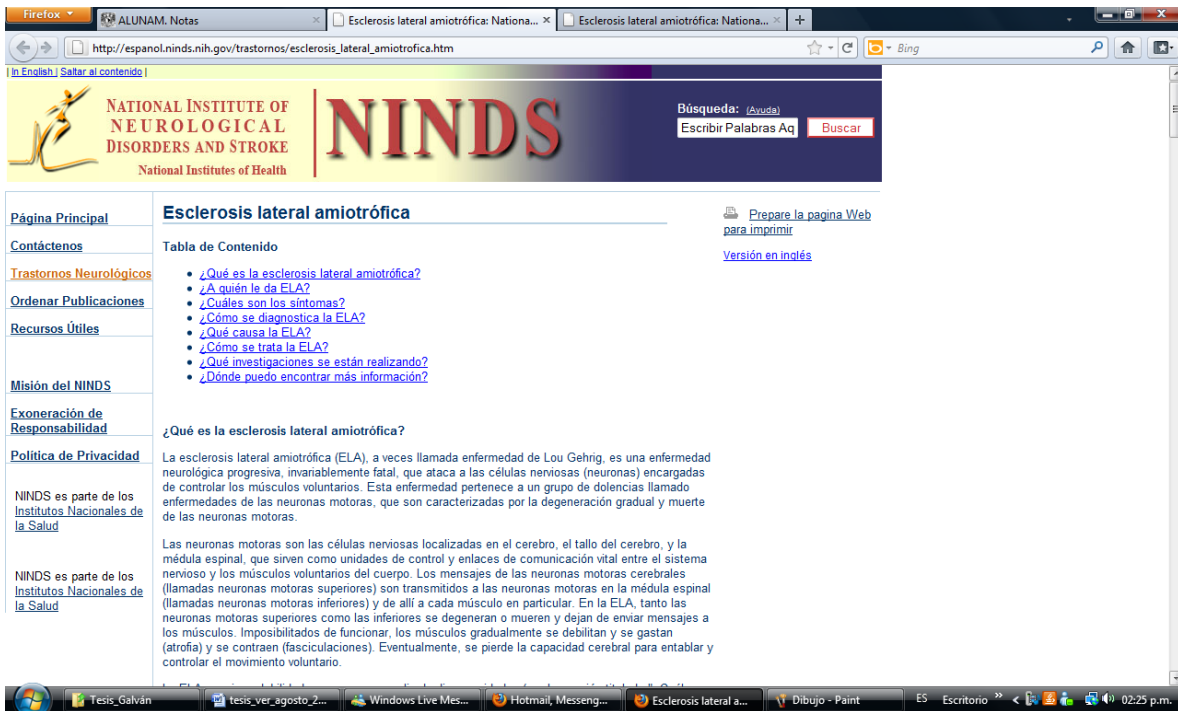 Firefox
ALUNAM. Notas
Esclerosis lateral amiotrófica: Nationa...
Esclerosis lateral amiotrófica: Nationa...
http://espanol.ninds.nih.gov/trastornos/esclerosis_lateral_amiotrofica.htm
Bing
| In English | Saltar al contenido |
NATIONAL INSTITUTE OF
NEUROLOGICAL
DISORDERS AND STROKE
National Institutes of Health
NINDS
Búsqueda: (Ayuda)
Escribir Palabras Aq
Buscar
Página Principal
Contáctenos
Trastornos Neurológicos
Ordenar Publicaciones
Recursos Útiles
Misión del NINDS
Exoneración de
Responsabilidad
Política de Privacidad
NINDS es parte de los
Institutos Nacionales de
la Salud
NINDS es parte de los
Institutos Nacionales de
la Salud
Esclerosis lateral amiotrófica
Prepare la pagina Web
para imprimir
Versión en inglés
Tabla de Contenido
¿Qué es la esclerosis lateral amiotrófica?
¿A quién le da ELA?
¿Cuáles son los síntomas?
¿Cómo se diagnostica la ELA?
¿Qué causa la ELA?
¿Cómo se trata la ELA?
¿Qué investigaciones se están realizando?
¿Dónde puedo encontrar más información?
¿Qué es la esclerosis lateral amiotrófica?
La esclerosis lateral amiotrófica (ELA), a veces llamada enfermedad de Lou Gehrig, es una enfermedad
neurológica progresiva, invariablemente fatal, que ataca a las células nerviosas (neuronas) encargadas
de controlar los músculos voluntarios. Esta enfermedad pertenece a un grupo de dolencias llamado
enfermedades de las neuronas motoras, que son caracterizadas por la degeneración gradual y muerte
de las neuronas motoras.
Las neuronas motoras son las células nerviosas localizadas en el cerebro, el tallo del cerebro, y la
médula espinal, que sirven como unidades de control y enlaces de comunicación vital entre el sistema
nervioso y los músculos voluntarios del cuerpo. Los mensajes de las neuronas motoras cerebrales
(llamadas neuronas motoras superiores) son transmitidos a las neuronas motoras en la médula espinal
(llamadas neuronas motoras inferiores) y de allí a cada músculo en particular. En la ELA, tanto las
neuronas motoras superiores como las inferiores se degeneran o mueren y dejan de enviar mensajes a
los músculos. Imposibilitados de funcionar, los músculos gradualmente se debilitan y se gastan
(atrofia) y se contraen (fasciculaciones). Eventualmente, se pierde la capacidad cerebral para entablar y
controlar el movimiento voluntario.
Tesis_Galván
tesis_ver_agosto_2...
Windows Live Mes...
Hotmail, Messeng...
Esclerosis lateral a...
Dibujo - Paint
ES
Escritorio
02:25 p.m.